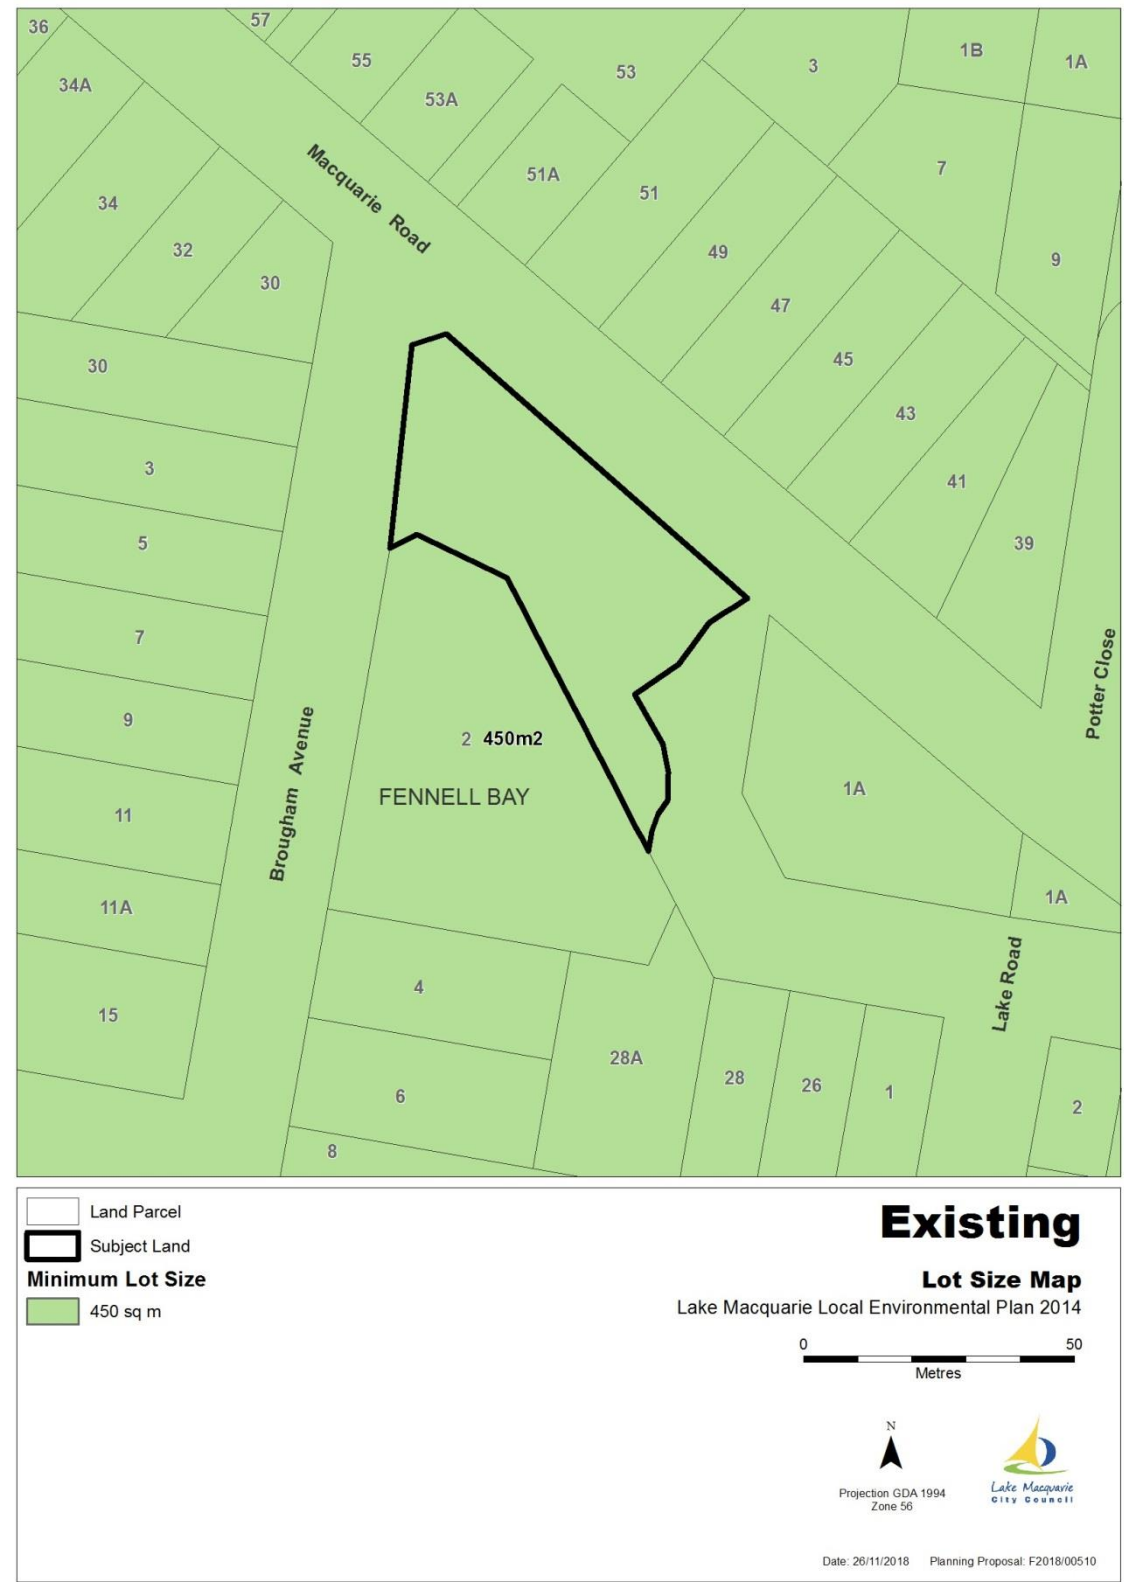 36
57
55
53
3
1B
1A
34A
53A
7
51A
51
34
Macquarie Road
32
49
9
30
47
45
30
43
3
41
5
39
7
9
2 450m2
Potter Close
FENNELL BAY
1A
11
Brougham Avenue
11A
1A
4
Lake Road
15
28A
28
26
1
6
2
8
Land Parcel
Subject Land
Minimum Lot Size
450 sq m
Existing
Lot Size Map
Lake Macquarie Local Environmental Plan 2014
0 50
Metres
N
Projection GDA 1994
Zone 56
Lake Macquarie
City Council
Date: 26/11/2018 Planning Proposal: F2018/00510